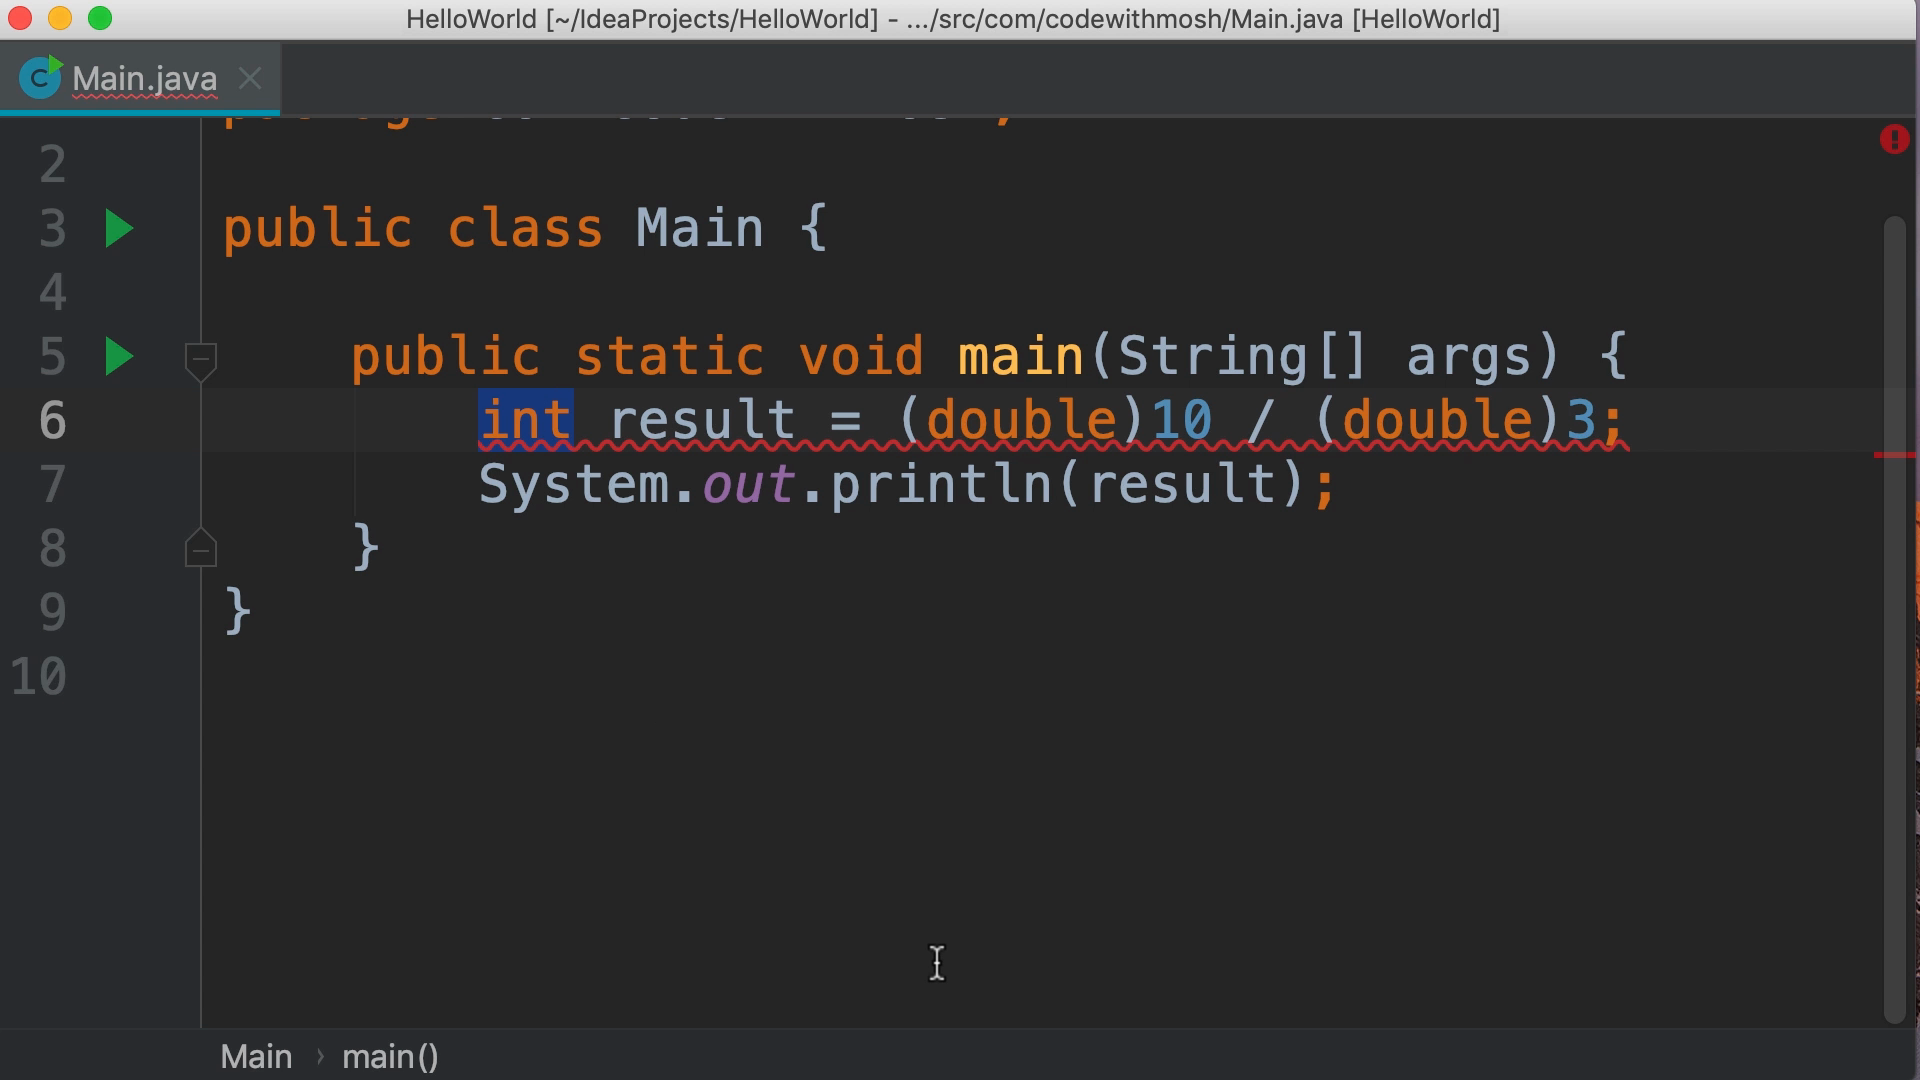 HelloWorld [~/IdeaProjects/HelloWorld] - .../src/com/codewithmosh/Main.java [HelloWorld]
Main.java
2
3 public class Main {
4
5 public static void main(String[] args) {
6 int result = (double)10 / (double)3;
7 System.out.println(result);
8 }
9 }
10
Main › main()